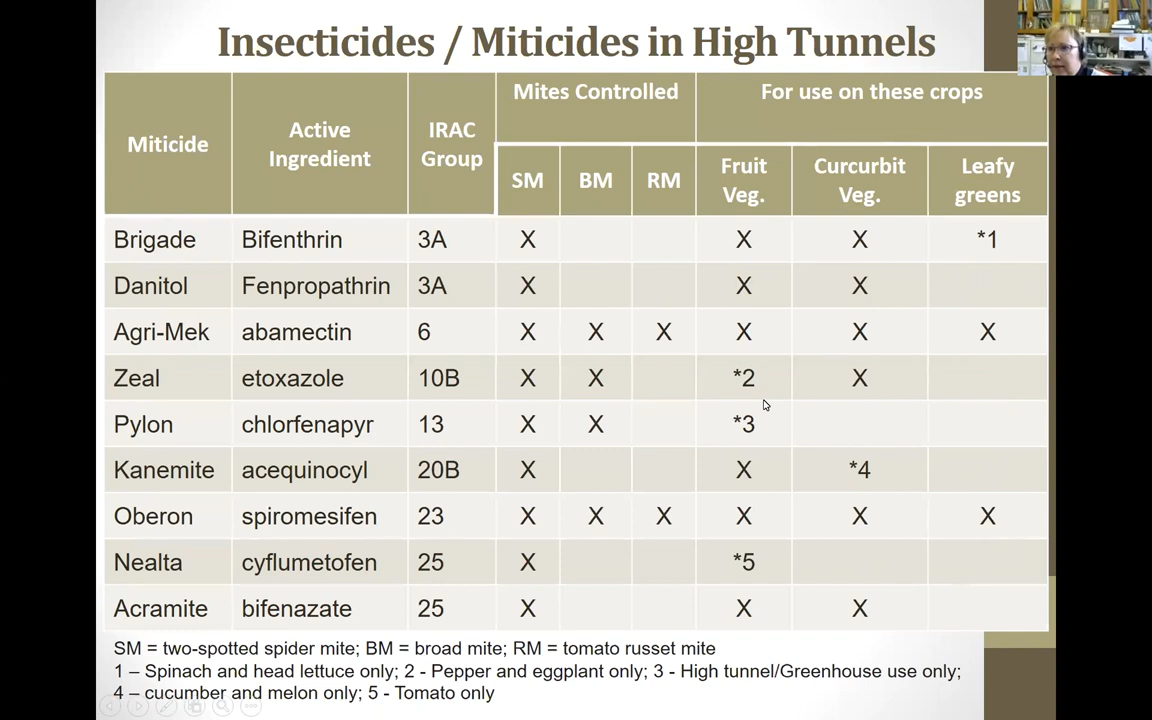 Insecticides / Miticides in High Tunnels
Miticide Active Ingredient IRAC Group Mites Controlled For use on these crops
SM BM RM Fruit Veg. Curcurbit Veg. Leafy greens
Brigade Bifenthrin 3A X X X *1
Danitol Fenpropathrin 3A X X X
Agri-Mek abamectin 6 X X X X X X
Zeal etoxazole 10B X X *2 X
Pylon chlorfenapyr 13 X X *3
Kanemite acequinocyl 20B X X *4
Oberon spiromesifen 23 X X X X X X
Nealta cyflumetofen 25 X *5
Acramite bifenazate 25 X X X
SM = two-spotted spider mite; BM = broad mite; RM = tomato russet mite
1 – Spinach and head lettuce only; 2 - Pepper and eggplant only; 3 - High tunnel/Greenhouse use only;
4 – cucumber and melon only; 5 - Tomato only